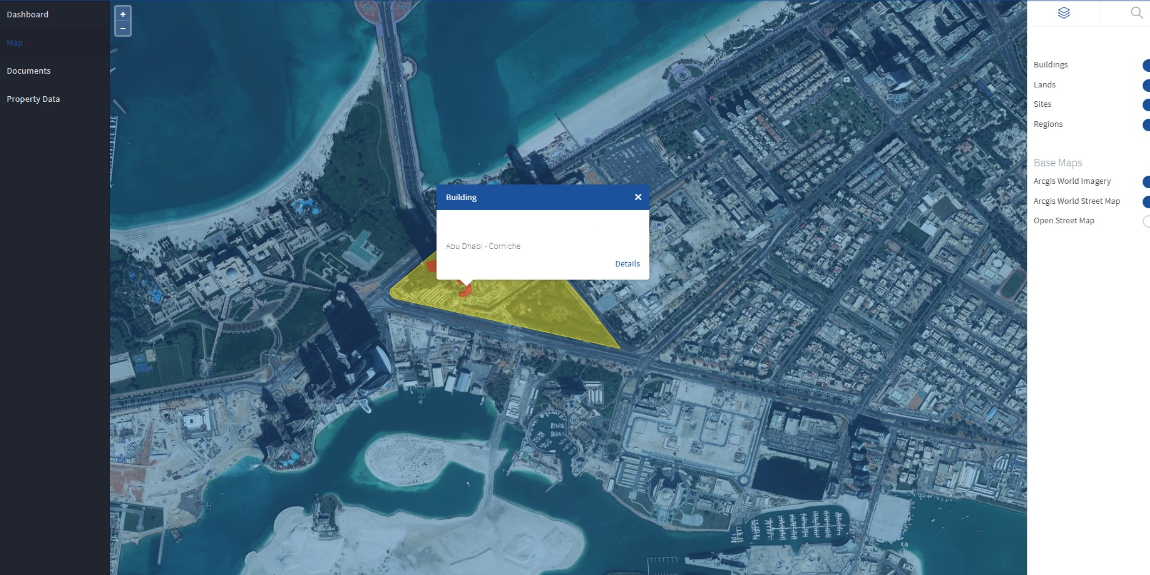 Dashboard
Map
Documents
Property Data
+
−
Building
×
Abu Dhabi - Corniche
Details
Buildings
Lands
Sites
Regions
Base Maps
Arcgis World Imagery
Arcgis World Street Map
Open Street Map